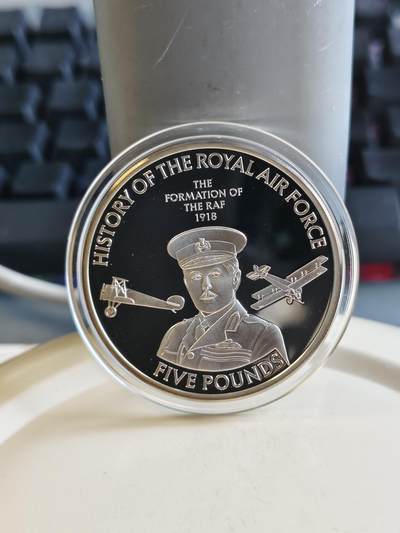 HISTORY OF THE ROYAL AIR FORCE
THE
FORMATION OF
THE RAF
1918
FIVE POUNDS